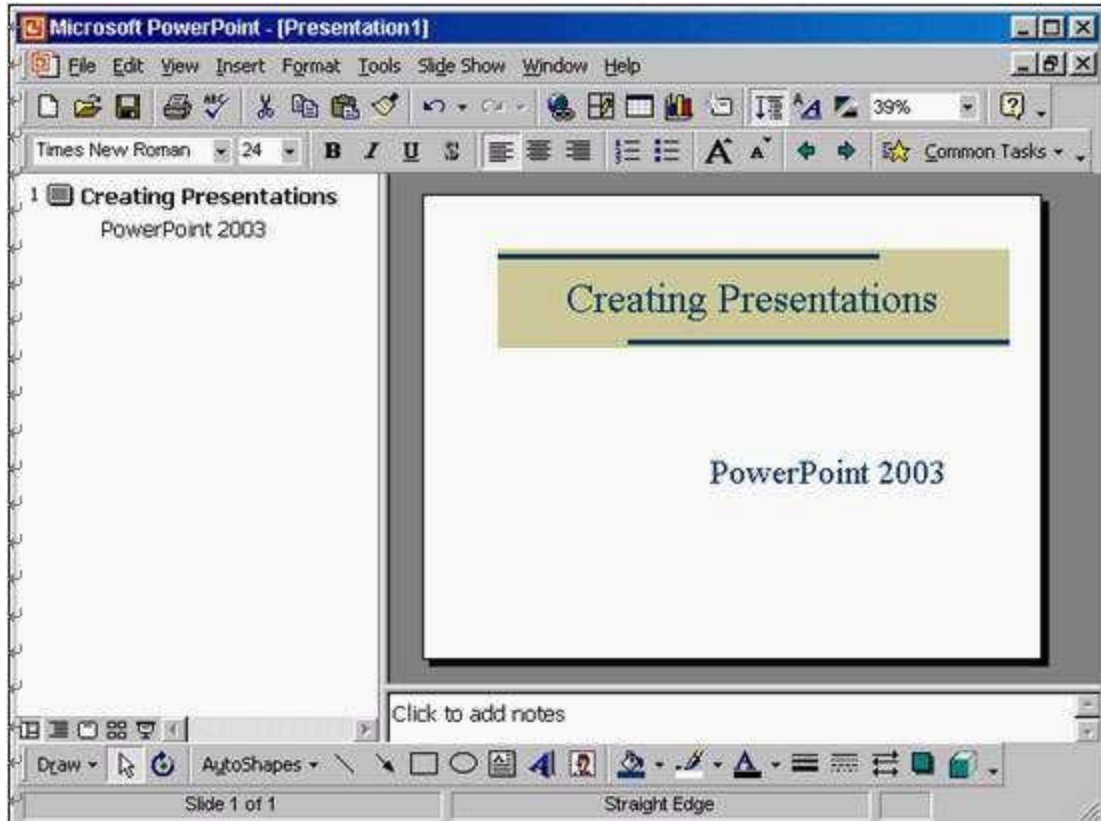 Microsoft PowerPoint - [Presentation1]
File Edit View Insert Format Tools Slide Show Window Help
ABC 39%
Times New Roman 24 B I U S A A Common Tasks
1 Creating Presentations
PowerPoint 2003
Creating Presentations
PowerPoint 2003
Click to add notes
Draw AutoShapes
Slide 1 of 1 Straight Edge